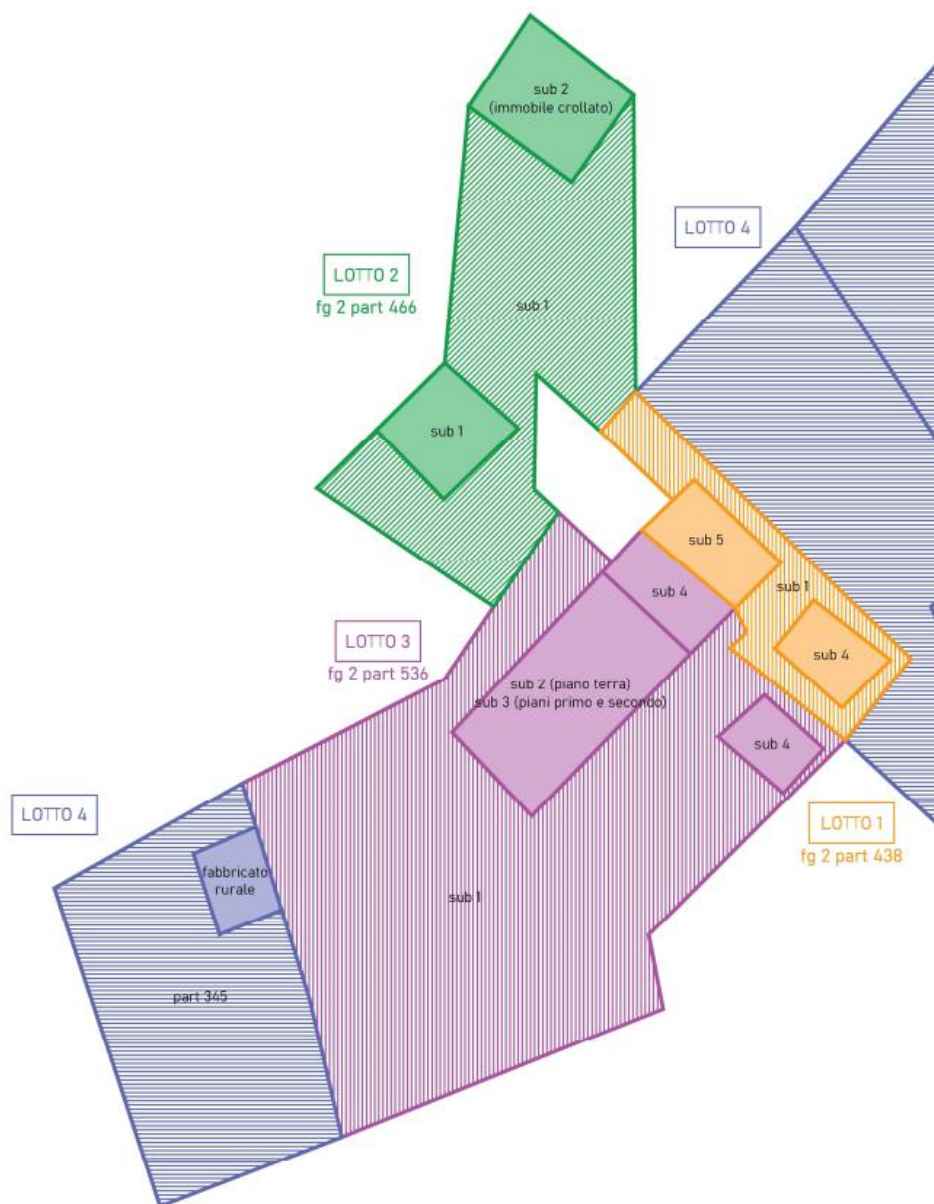 sub 2
(immobile crollato)
LOTTO 4
LOTTO 2
fg 2 part 466
sub 1
sub 1
sub 5
sub 1
sub 4
LOTTO 3
fg 2 part 536
sub 4
sub 2 (piano terra)
sub 3 (piani primo e secondo)
sub 4
LOTTO 4
LOTTO 1
fg 2 part 438
fabbricato
rurale
sub 1
part 345